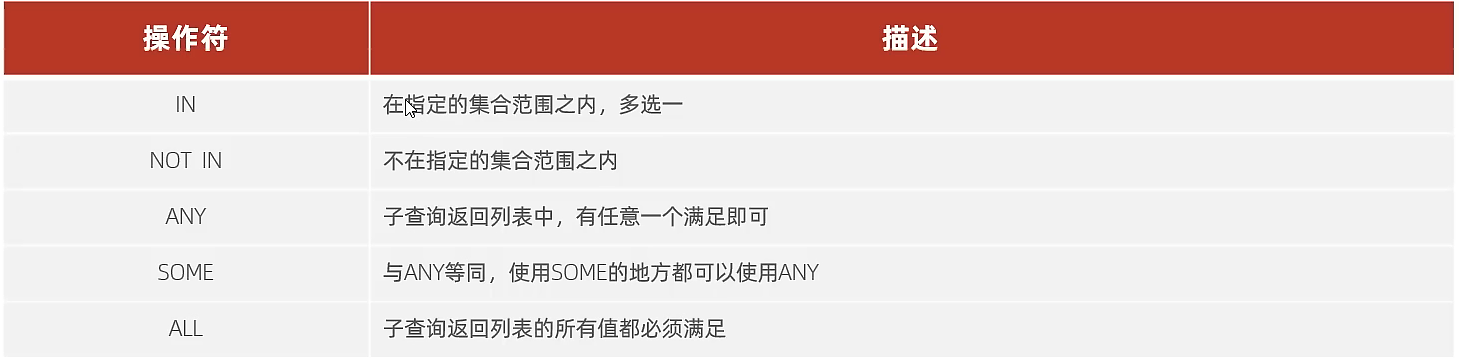 操作符 描述
IN 在指定的集合范围之内，多选一
NOT IN 不在指定的集合范围之内
ANY 子查询返回列表中，有任意一个满足即可
SOME 与ANY等同，使用SOME的地方都可以使用ANY
ALL 子查询返回列表的所有值都必须满足